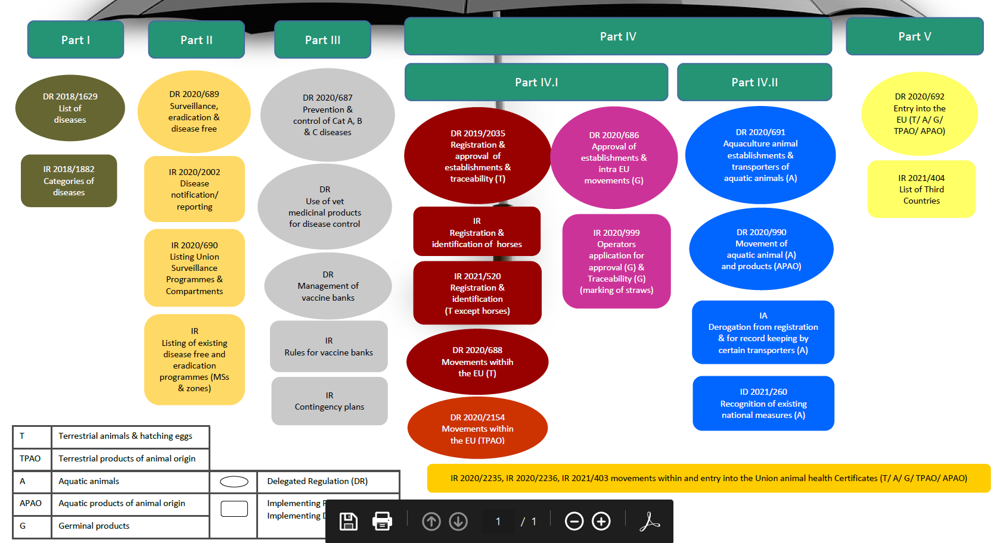 Part I
Part II
Part III
Part IV
Part V
Part IV.I
Part IV.II
DR 2018/1629
List of
diseases
IR 2018/1882
Categories of
diseases
DR 2020/689
Surveillance,
eradication &
disease free
IR 2020/2002
Disease
notification/
reporting
IR 2020/690
Listing Union
Surveillance
Programmes &
Compartments
IR
Listing of existing
disease free and
eradication
programmes (MSs
& zones)
DR 2020/687
Prevention &
control of Cat A, B
& C diseases
DR
Use of vet
medicinal products
for disease control
DR
Management of
vaccine banks
IR
Rules for vaccine banks
IR
Contingency plans
DR 2019/2035
Registration &
approval of
establishments &
traceability (T)
IR
Registration &
identification of horses
IR 2021/520
Registration &
identification
(T except horses)
DR 2020/688
Movements withih
the EU (T)
DR 2020/2154
Movements within
the EU (TPAO)
DR 2020/686
Approval of
establishments &
intra EU
movements (G)
IR 2020/999
Operators
application for
approval (G) &
Traceability (G)
(marking of straws)
DR 2020/691
Aquaculture animal
establishments &
transporters of
aquatic animals (A)
DR 2020/990
Movement of
aquatic animal (A)
and products (APAO)
IA
Derogation from registration
& for record keeping by
certain transporters (A)
ID 2021/260
Recognition of existing
national measures (A)
DR 2020/692
Entry into the
EU (T/ A/ G/
TPAO/ APAO)
IR 2021/404
List of Third
Countries
IR 2020/2235, IR 2020/2236, IR 2021/403 movements within and entry into the Union animal health Certificates (T/ A/ G/ TPAO/ APAO)
T Terrestrial animals & hatching eggs
TPAO Terrestrial products of animal origin
A Aquatic animals Delegated Regulation (DR)
APAO Aquatic products of animal origin Implementing
Implementing
G Germinal products
1 / 1